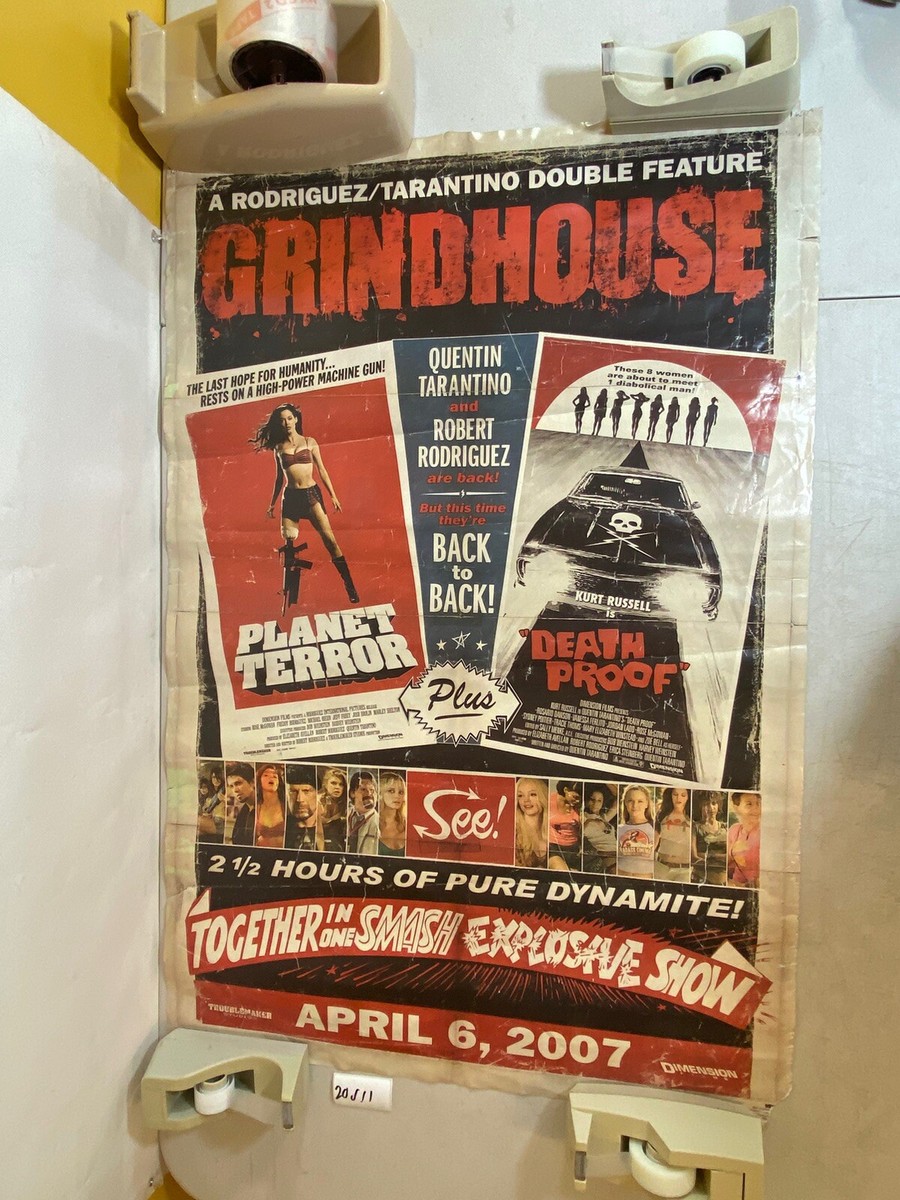 A RODRIGUEZ/TARANTINO DOUBLE FEATURE
GRINDHOUSE
THE LAST HOPE FOR HUMANITY...
RESTS ON A HIGH-POWER MACHINE GUN!
PLANET
TERROR
QUENTIN
TARANTINO
and
ROBERT
RODRIGUEZ
are back!
But this time
they're
BACK
to
BACK!
Plus
These 8 women
are about to meet
1 diabolical man!
KURT RUSSELL
is
"DEATH
PROOF"
DIMENSION
See!
2 1/2 HOURS OF PURE DYNAMITE!
TOGETHER IN ONE SMASH EXPLOSIVE SHOW
TROUBLEMAKER
STUDIOS
APRIL 6, 2007
DIMENSION
20511